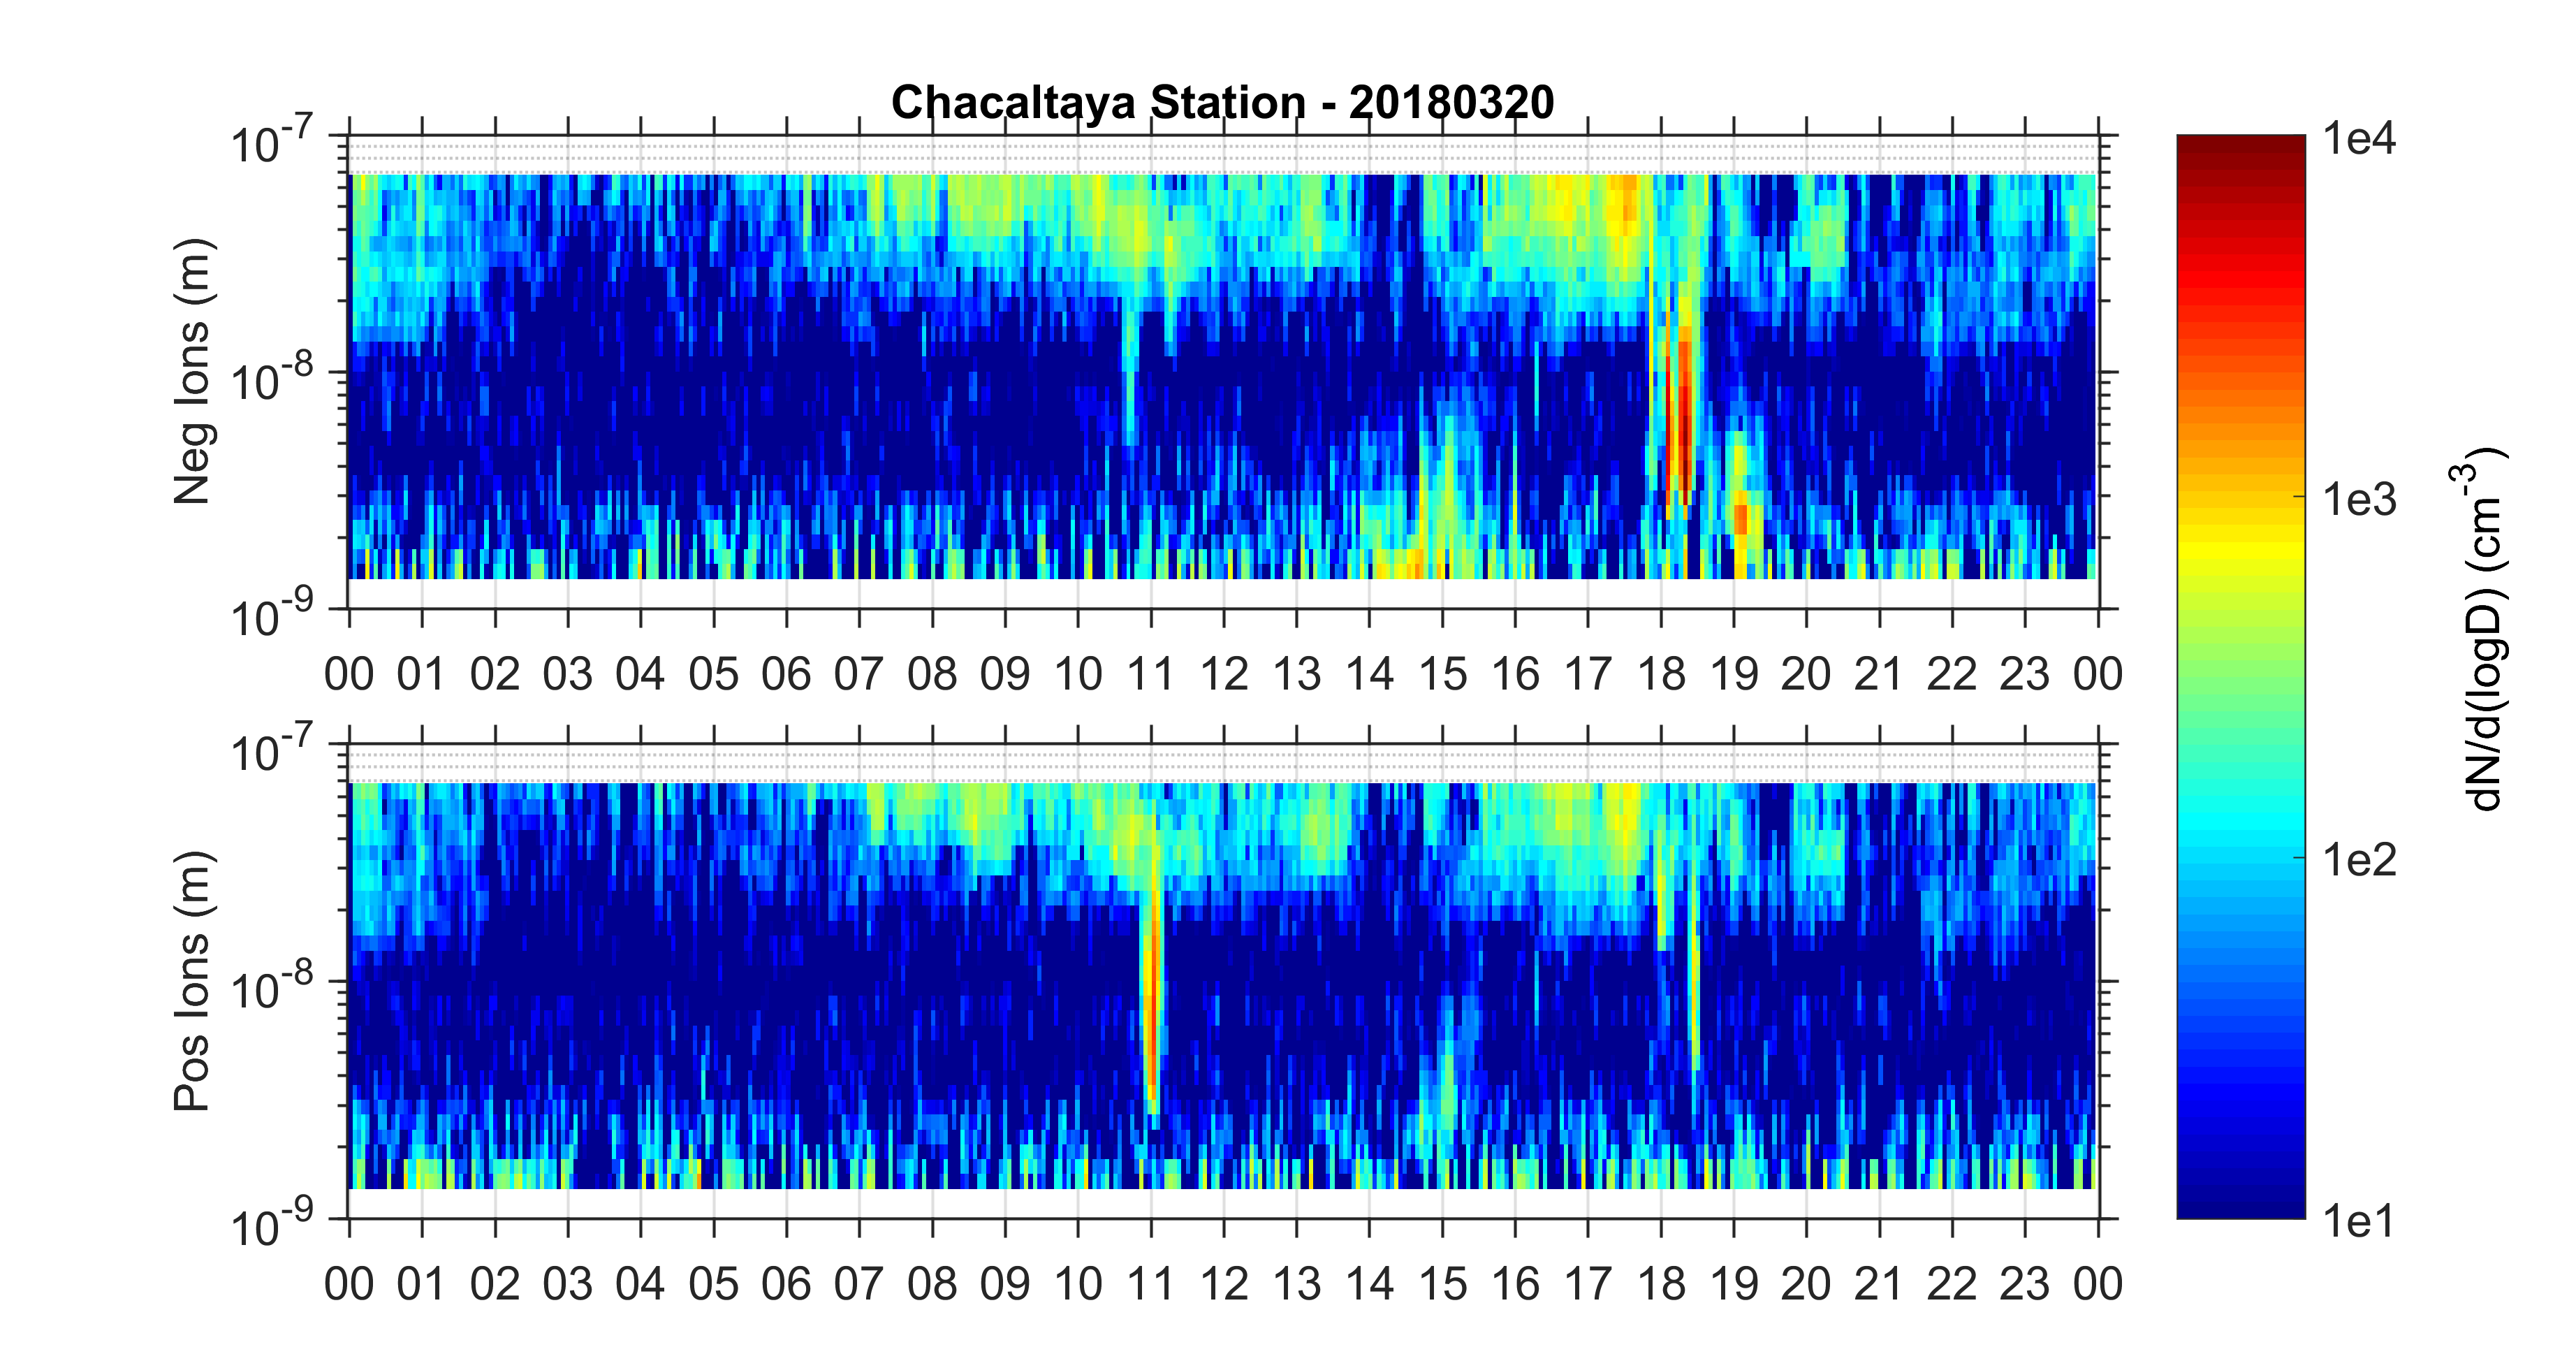 Chacaltaya Station - 20180320
10-7
10-8
10-9
Neg Ions (m)
00 01 02 03 04 05 06 07 08 09 10 11 12 13 14 15 16 17 18 19 20 21 22 23 00
10-7
10-8
10-9
Pos Ions (m)
00 01 02 03 04 05 06 07 08 09 10 11 12 13 14 15 16 17 18 19 20 21 22 23 00
1e4
1e3
1e2
1e1
dN/d(logD) (cm-3)